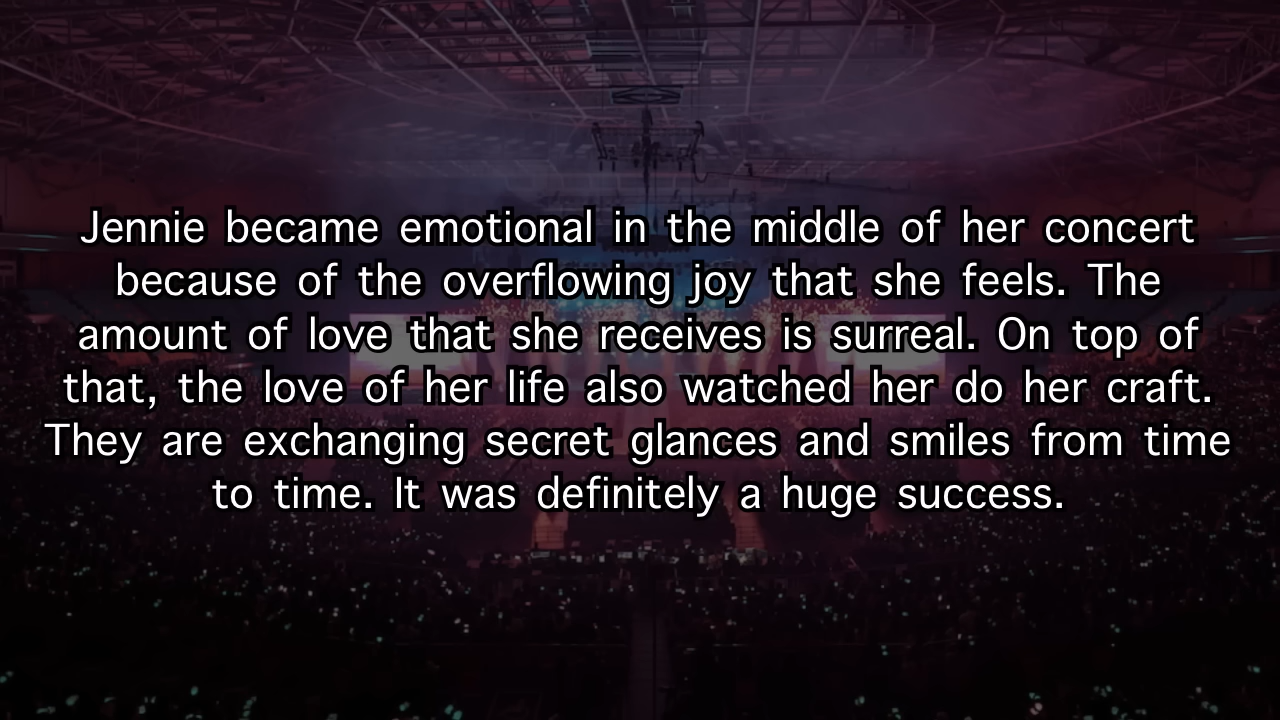 Jennie became emotional in the middle of her concert
because of the overflowing joy that she feels. The
amount of love that she receives is surreal. On top of
that, the love of her life also watched her do her craft.
They are exchanging secret glances and smiles from time
to time. It was definitely a huge success.